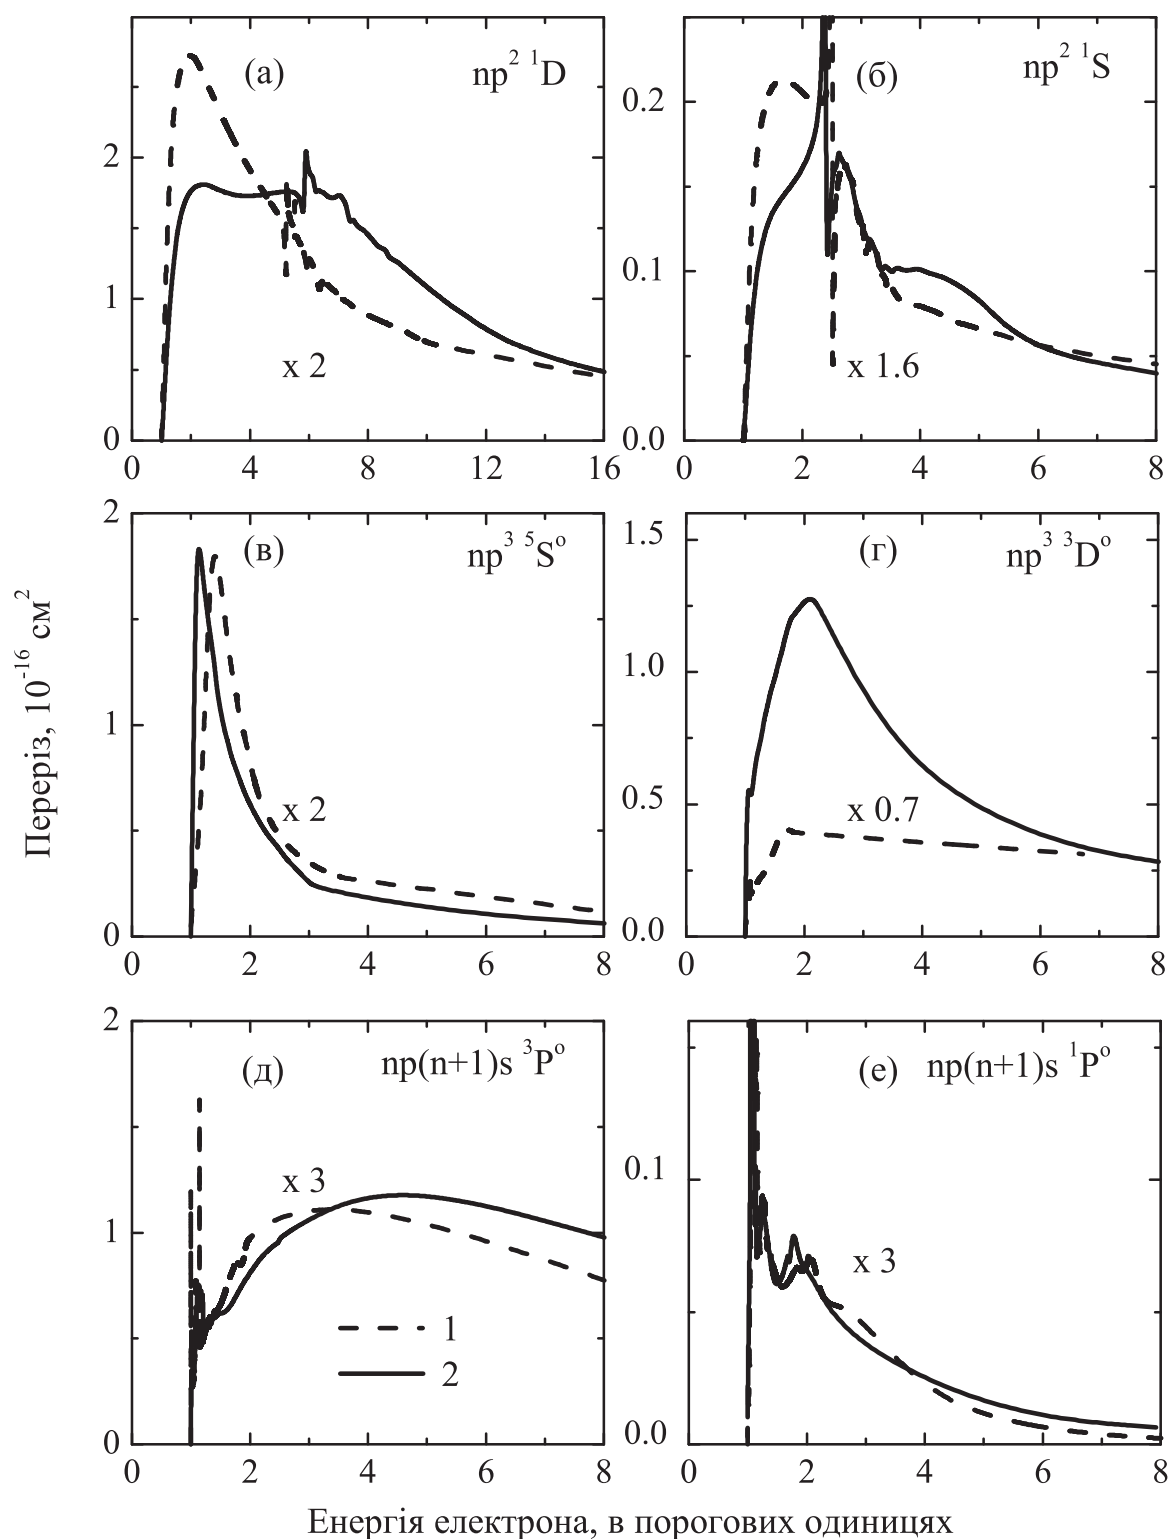 (а) np² ¹D
2
1
0
x 2
0 4 8 12 16
(б) np² ¹S
0.2
0.1
0.0
x 1.6
0 2 4 6 8
Переріз, 10⁻¹⁶ см²
(в) np³ ⁵Sᵒ
2
1
0
x 2
0 2 4 6 8
(г) np³ ³Dᵒ
1.5
1.0
0.5
0.0
x 0.7
0 2 4 6 8
(д) np(n+1)s ³Pᵒ
2
1
0
x 3
1
2
0 2 4 6 8
(е) np(n+1)s ¹Pᵒ
0.1
0.0
x 3
0 2 4 6 8
Енергія електрона, в порогових одиницях